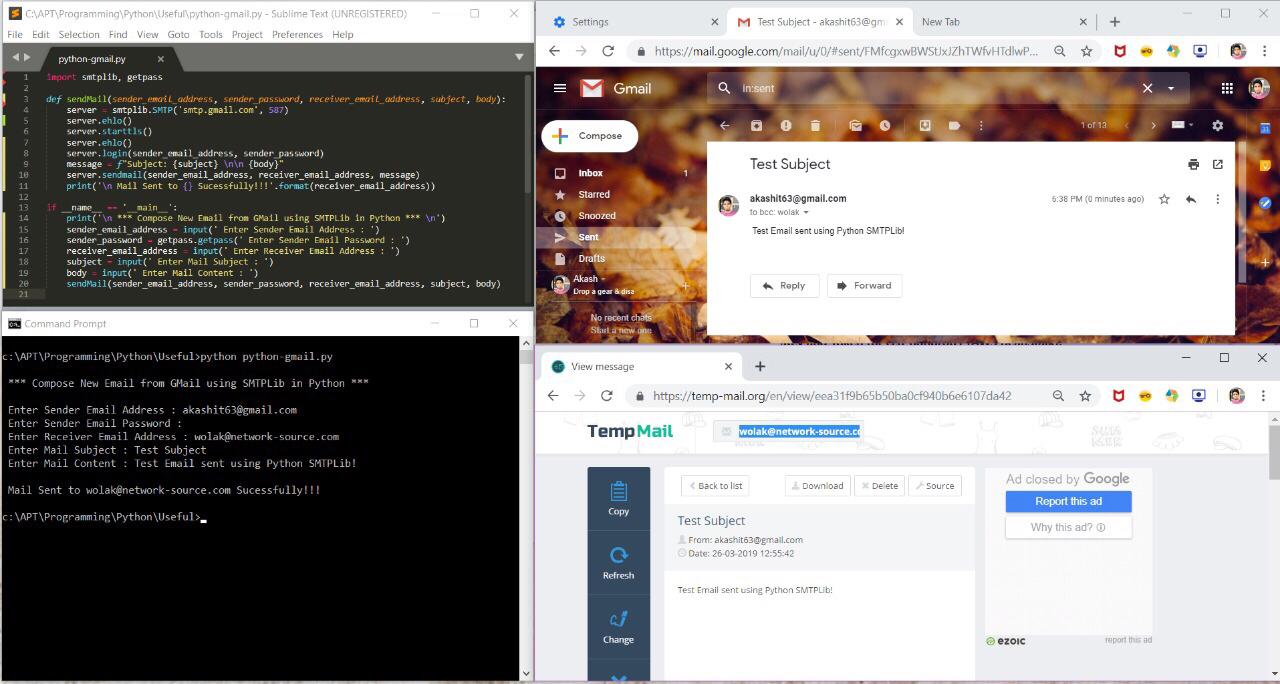 C:\APT\Programming\Python\Useful\python-gmail.py - Sublime Text (UNREGISTERED)
File Edit Selection Find View Goto Tools Project Preferences Help
python-gmail.py
1 import smtplib, getpass
2
3 def sendMail(sender_email_address, sender_password, receiver_email_address, subject, body):
4 server = smtplib.SMTP('smtp.gmail.com', 587)
5 server.ehlo()
6 server.starttls()
7 server.ehlo()
8 server.login(sender_email_address, sender_password)
9 message = f"Subject: {subject} \n\n {body}"
10 server.sendmail(sender_email_address, receiver_email_address, message)
11 print('\n Mail Sent to {} Sucessfully!!!'.format(receiver_email_address))
12
13 if __name__ == '__main__':
14 print('\n *** Compose New Email from GMail using SMTPLib in Python *** \n')
15 sender_email_address = input(' Enter Sender Email Address : ')
16 sender_password = getpass.getpass(' Enter Sender Email Password : ')
17 receiver_email_address = input(' Enter Receiver Email Address : ')
18 subject = input(' Enter Mail Subject : ')
19 body = input(' Enter Mail Content : ')
20 sendMail(sender_email_address, sender_password, receiver_email_address, subject, body)
21
Command Prompt
c:\APT\Programming\Python\Useful>python python-gmail.py
*** Compose New Email from GMail using SMTPLib in Python ***
Enter Sender Email Address : akashit63@gmail.com
Enter Sender Email Password :
Enter Receiver Email Address : wolak@network-source.com
Enter Mail Subject : Test Subject
Enter Mail Content : Test Email sent using Python SMTPLib!
Mail Sent to wolak@network-source.com Sucessfully!!!
c:\APT\Programming\Python\Useful>
Settings Test Subject - akashit63@gm New Tab
https://mail.google.com/mail/u/0/#sent/FMfcgxwBWStJxJZhTWfvHTdlwP...
Gmail in:sent
Compose 1 of 13
Inbox 1
Starred
Snoozed
Sent
Drafts
Akash
Drop a gear & disa
No recent chats
Start a new one
Test Subject
akashit63@gmail.com 6:38 PM (0 minutes ago)
to bcc: wolak
Test Email sent using Python SMTPLib!
Reply Forward
View message
https://temp-mail.org/en/view/eea31f9b65b50ba0cf940b6e6107da42
TempMail wolak@network-source.co
SUM
MER
Copy
Refresh
Change
Back to list Download Delete Source
Test Subject
From: akashit63@gmail.com
Date: 26-03-2019 12:55:42
Test Email sent using Python SMTPLib!
Ad closed by Google
Report this ad
Why this ad?
ezoic report this ad